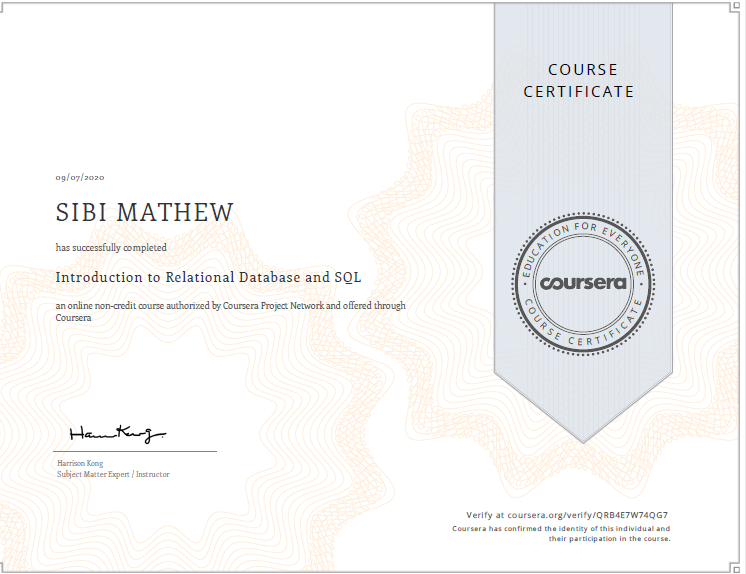 COURSE
CERTIFICATE
09/07/2020
SIBI MATHEW
has successfully completed
Introduction to Relational Database and SQL
an online non-credit course authorized by Coursera Project Network and offered through
Coursera
EDUCATION FOR EVERYONE
coursera
COURSE CERTIFICATE
Harrison Kong
Subject Matter Expert / Instructor
Verify at coursera.org/verify/QRB4E7W74QG7
Coursera has confirmed the identity of this individual and
their participation in the course.